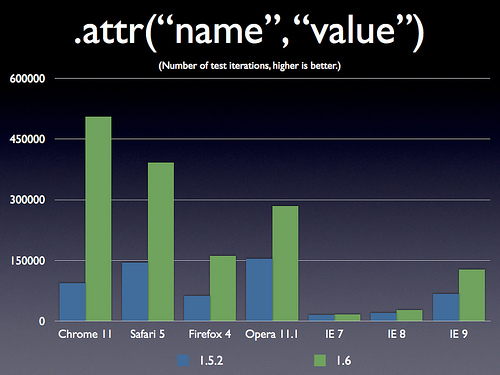 .attr(“name”,“value”)
(Number of test iterations, higher is better.)
600000
450000
300000
150000
0
Chrome 11 Safari 5 Firefox 4 Opera 11.1 IE 7 IE 8 IE 9
1.5.2 1.6